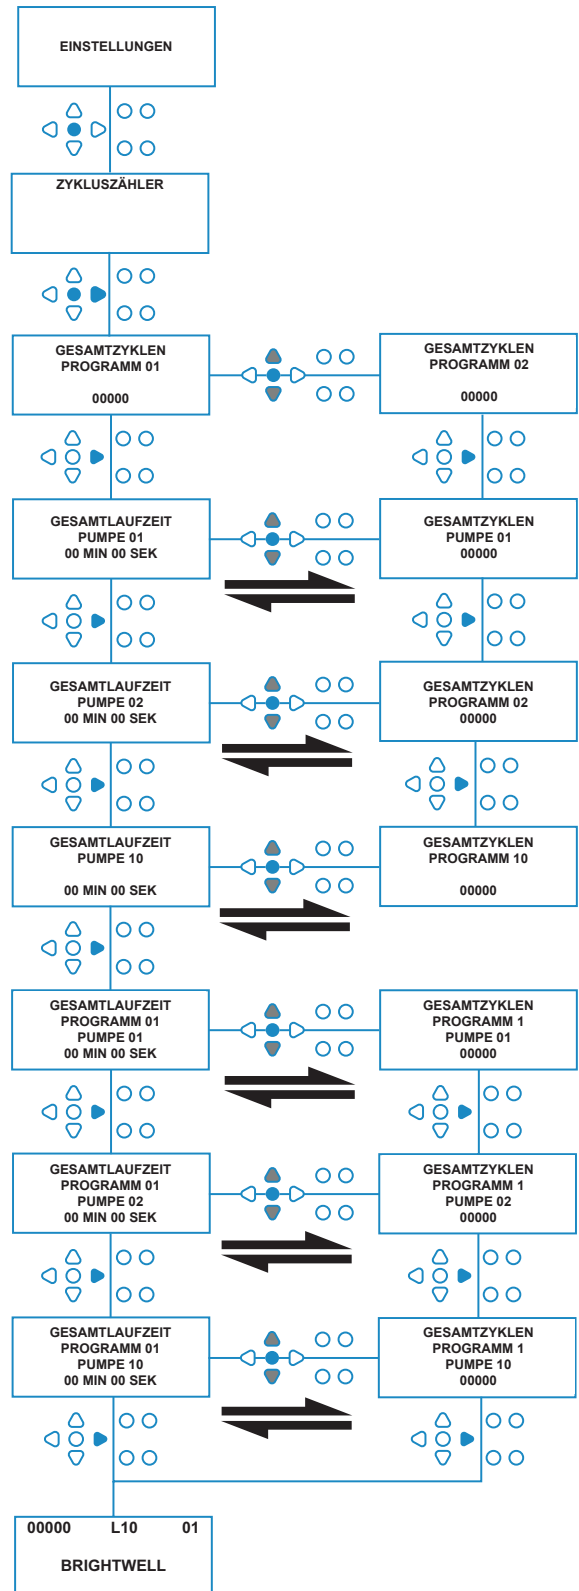 EINSTELLUNGEN
ZYKLUSZÄHLER
GESAMTZYKLEN
PROGRAMM 01
00000
GESAMTZYKLEN
PROGRAMM 02
00000
GESAMTLAUFZEIT
PUMPE 01
00 MIN 00 SEK
GESAMTZYKLEN
PUMPE 01
00000
GESAMTLAUFZEIT
PUMPE 02
00 MIN 00 SEK
GESAMTZYKLEN
PROGRAMM 02
00000
GESAMTLAUFZEIT
PUMPE 10
00 MIN 00 SEK
GESAMTZYKLEN
PROGRAMM 10
00000
GESAMTLAUFZEIT
PROGRAMM 01
PUMPE 01
00 MIN 00 SEK
GESAMTZYKLEN
PROGRAMM 1
PUMPE 01
00000
GESAMTLAUFZEIT
PROGRAMM 01
PUMPE 02
00 MIN 00 SEK
GESAMTZYKLEN
PROGRAMM 1
PUMPE 02
00000
GESAMTLAUFZEIT
PROGRAMM 01
PUMPE 10
00 MIN 00 SEK
GESAMTZYKLEN
PROGRAMM 1
PUMPE 10
00000
00000 L10 01
BRIGHTWELL